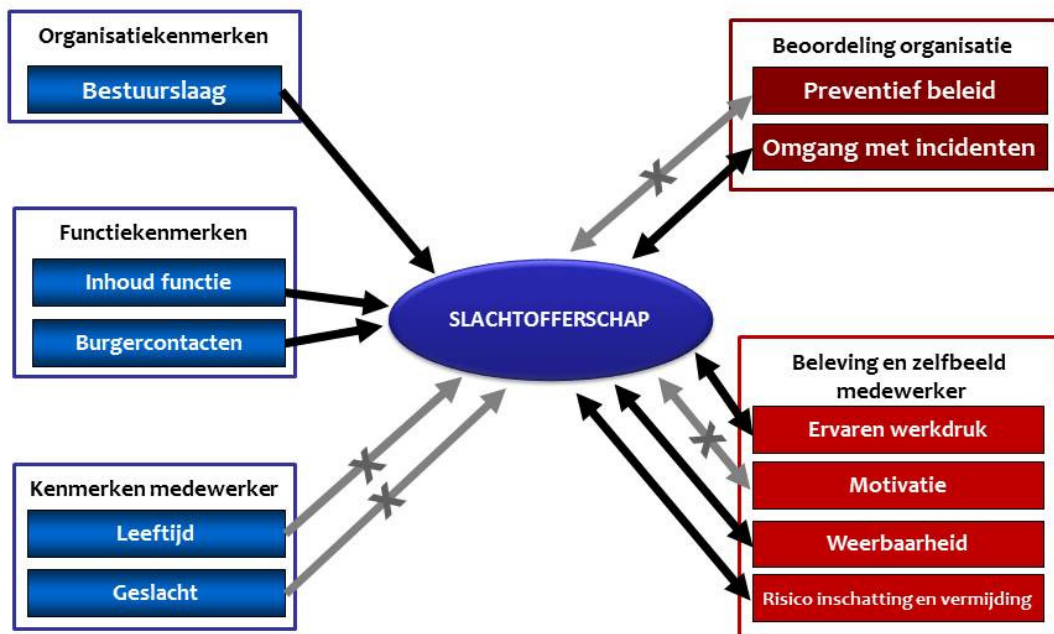 Organisatiekenmerken
Bestuurslaag
Functiekenmerken
Inhoud functie
Burgercontacten
Kenmerken medewerker
Leeftijd
Geslacht
SLACHTOFFERSCHAP
Beoordeling organisatie
Preventief beleid
Omgang met incidenten
Beleving en zelfbeeld
medewerker
Ervaren werkdruk
Motivatie
Weerbaarheid
Risico inschatting en vermijding